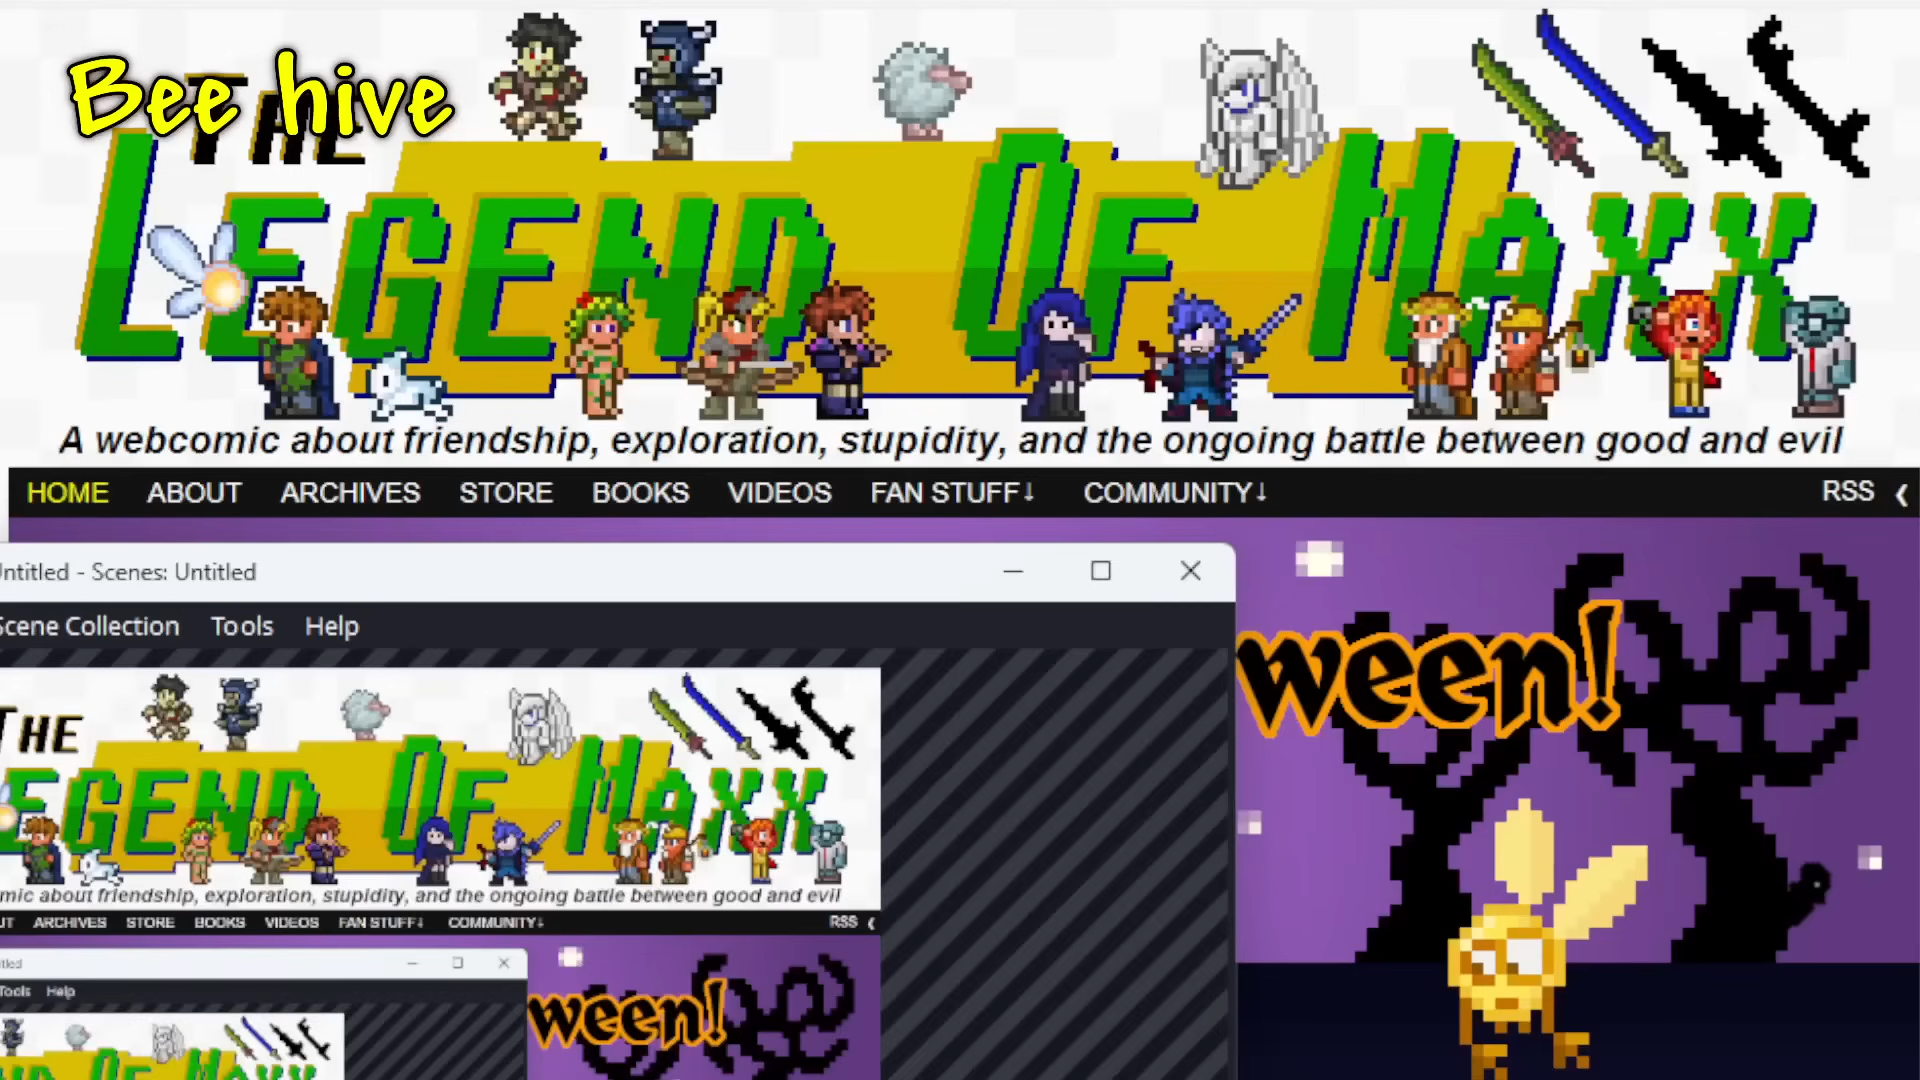 Bee hive
THE
LEGEND OF MAXX
A webcomic about friendship, exploration, stupidity, and the ongoing battle between good and evil
HOME ABOUT ARCHIVES STORE BOOKS VIDEOS FAN STUFF↓ COMMUNITY↓ RSS ❮
Untitled - Scenes: Untitled
Scene Collection Tools Help
ween!
THE
EGEND OF MAXX
mic about friendship, exploration, stupidity, and the ongoing battle between good and evil
UT ARCHIVES STORE BOOKS VIDEOS FAN STUFF↓ COMMUNITY↓ RSS ❮
Tools Help
ween!